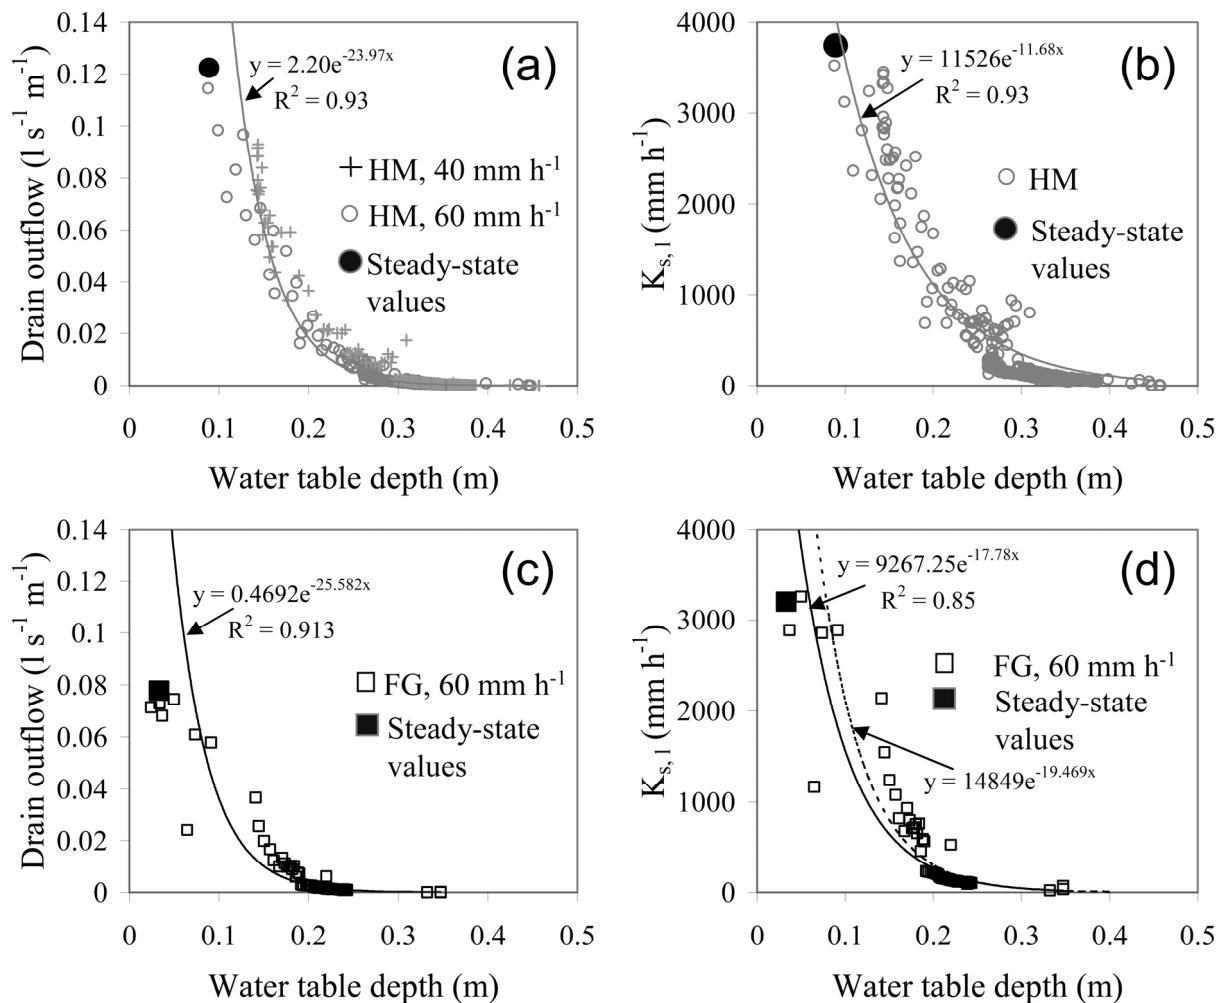 (a)
Drain outflow (l s⁻¹ m⁻¹)
0.14
0.12
0.1
0.08
0.06
0.04
0.02
0
y = 2.20e^-23.97x
R² = 0.93
HM, 40 mm h⁻¹
HM, 60 mm h⁻¹
Steady-state
values
0 0.1 0.2 0.3 0.4 0.5
Water table depth (m)
(b)
K_s, 1 (mm h⁻¹)
4000
3000
2000
1000
0
y = 11526e^-11.68x
R² = 0.93
HM
Steady-state
values
0 0.1 0.2 0.3 0.4 0.5
Water table depth (m)
(c)
Drain outflow (l s⁻¹ m⁻¹)
0.14
0.12
0.1
0.08
0.06
0.04
0.02
0
y = 0.4692e^-25.582x
R² = 0.913
FG, 60 mm h⁻¹
Steady-state
values
0 0.1 0.2 0.3 0.4 0.5
Water table depth (m)
(d)
K_s, 1 (mm h⁻¹)
4000
3000
2000
1000
0
y = 9267.25e^-17.78x
R² = 0.85
FG, 60 mm h⁻¹
Steady-state
values
y = 14849e^-19.469x
0 0.1 0.2 0.3 0.4 0.5
Water table depth (m)